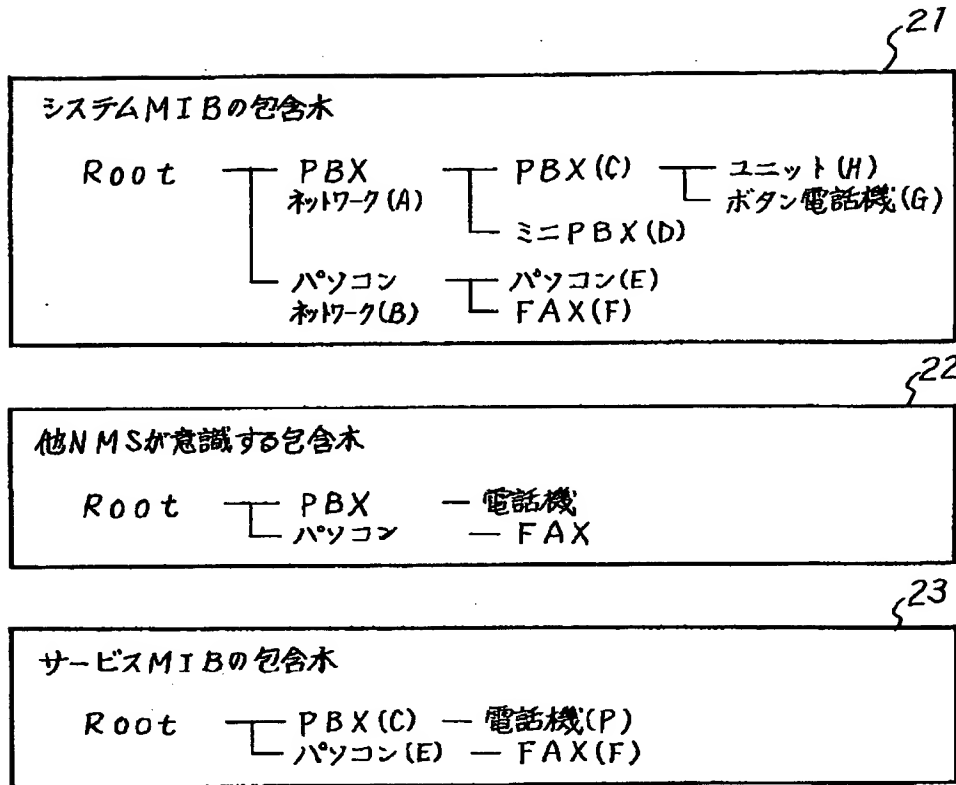 21
システムMIBの包含木
Root PBX PBX(C) ユニット(H)
ネットワーク(A) ボタン電話機(G)
ミニPBX(D)
パソコン パソコン(E)
ネットワーク(B) FAX(F)
22
他NMSが意識する包含木
Root PBX 電話機
パソコン FAX
23
サービスMIBの包含木
Root PBX(C) 電話機(P)
パソコン(E) FAX(F)